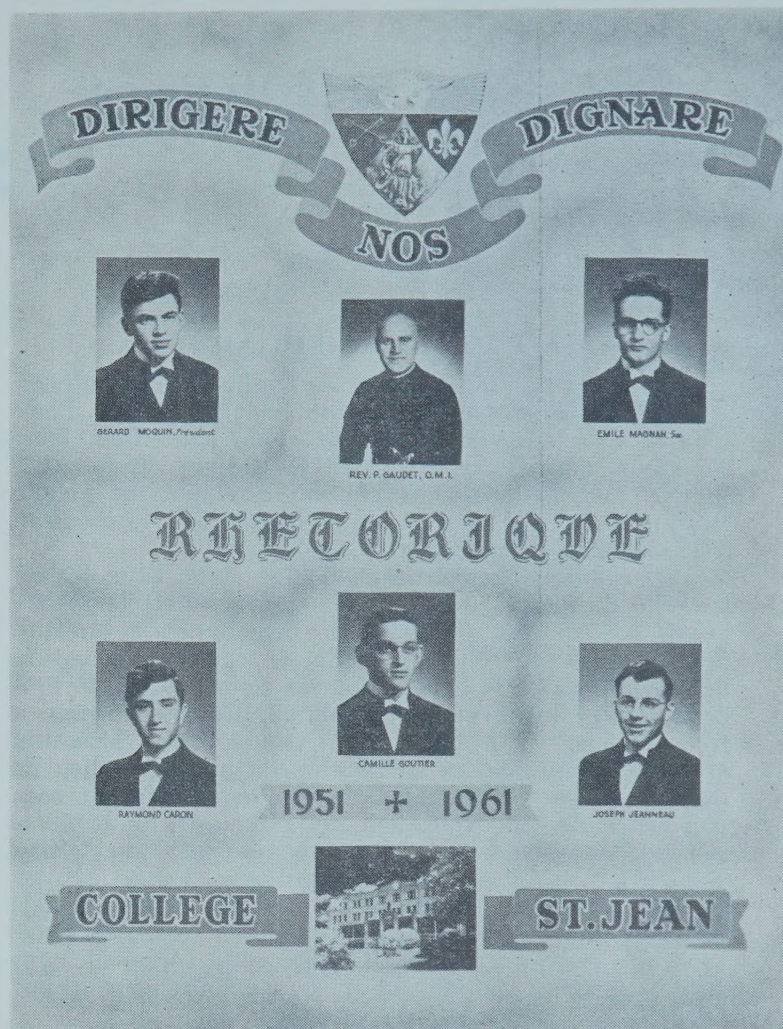 DIRIGERE DIGNARE
NOS
GERARD MOQUIN, President
EMILE MAGNAN, Sec.
REV. P. GAUDET, O.M.I.
RHETORIQVE
RAYMOND CARON
CAMILLE GOUTIER
JOSEPH JEANNEAU
1951 + 1961
COLLEGE ST. JEAN